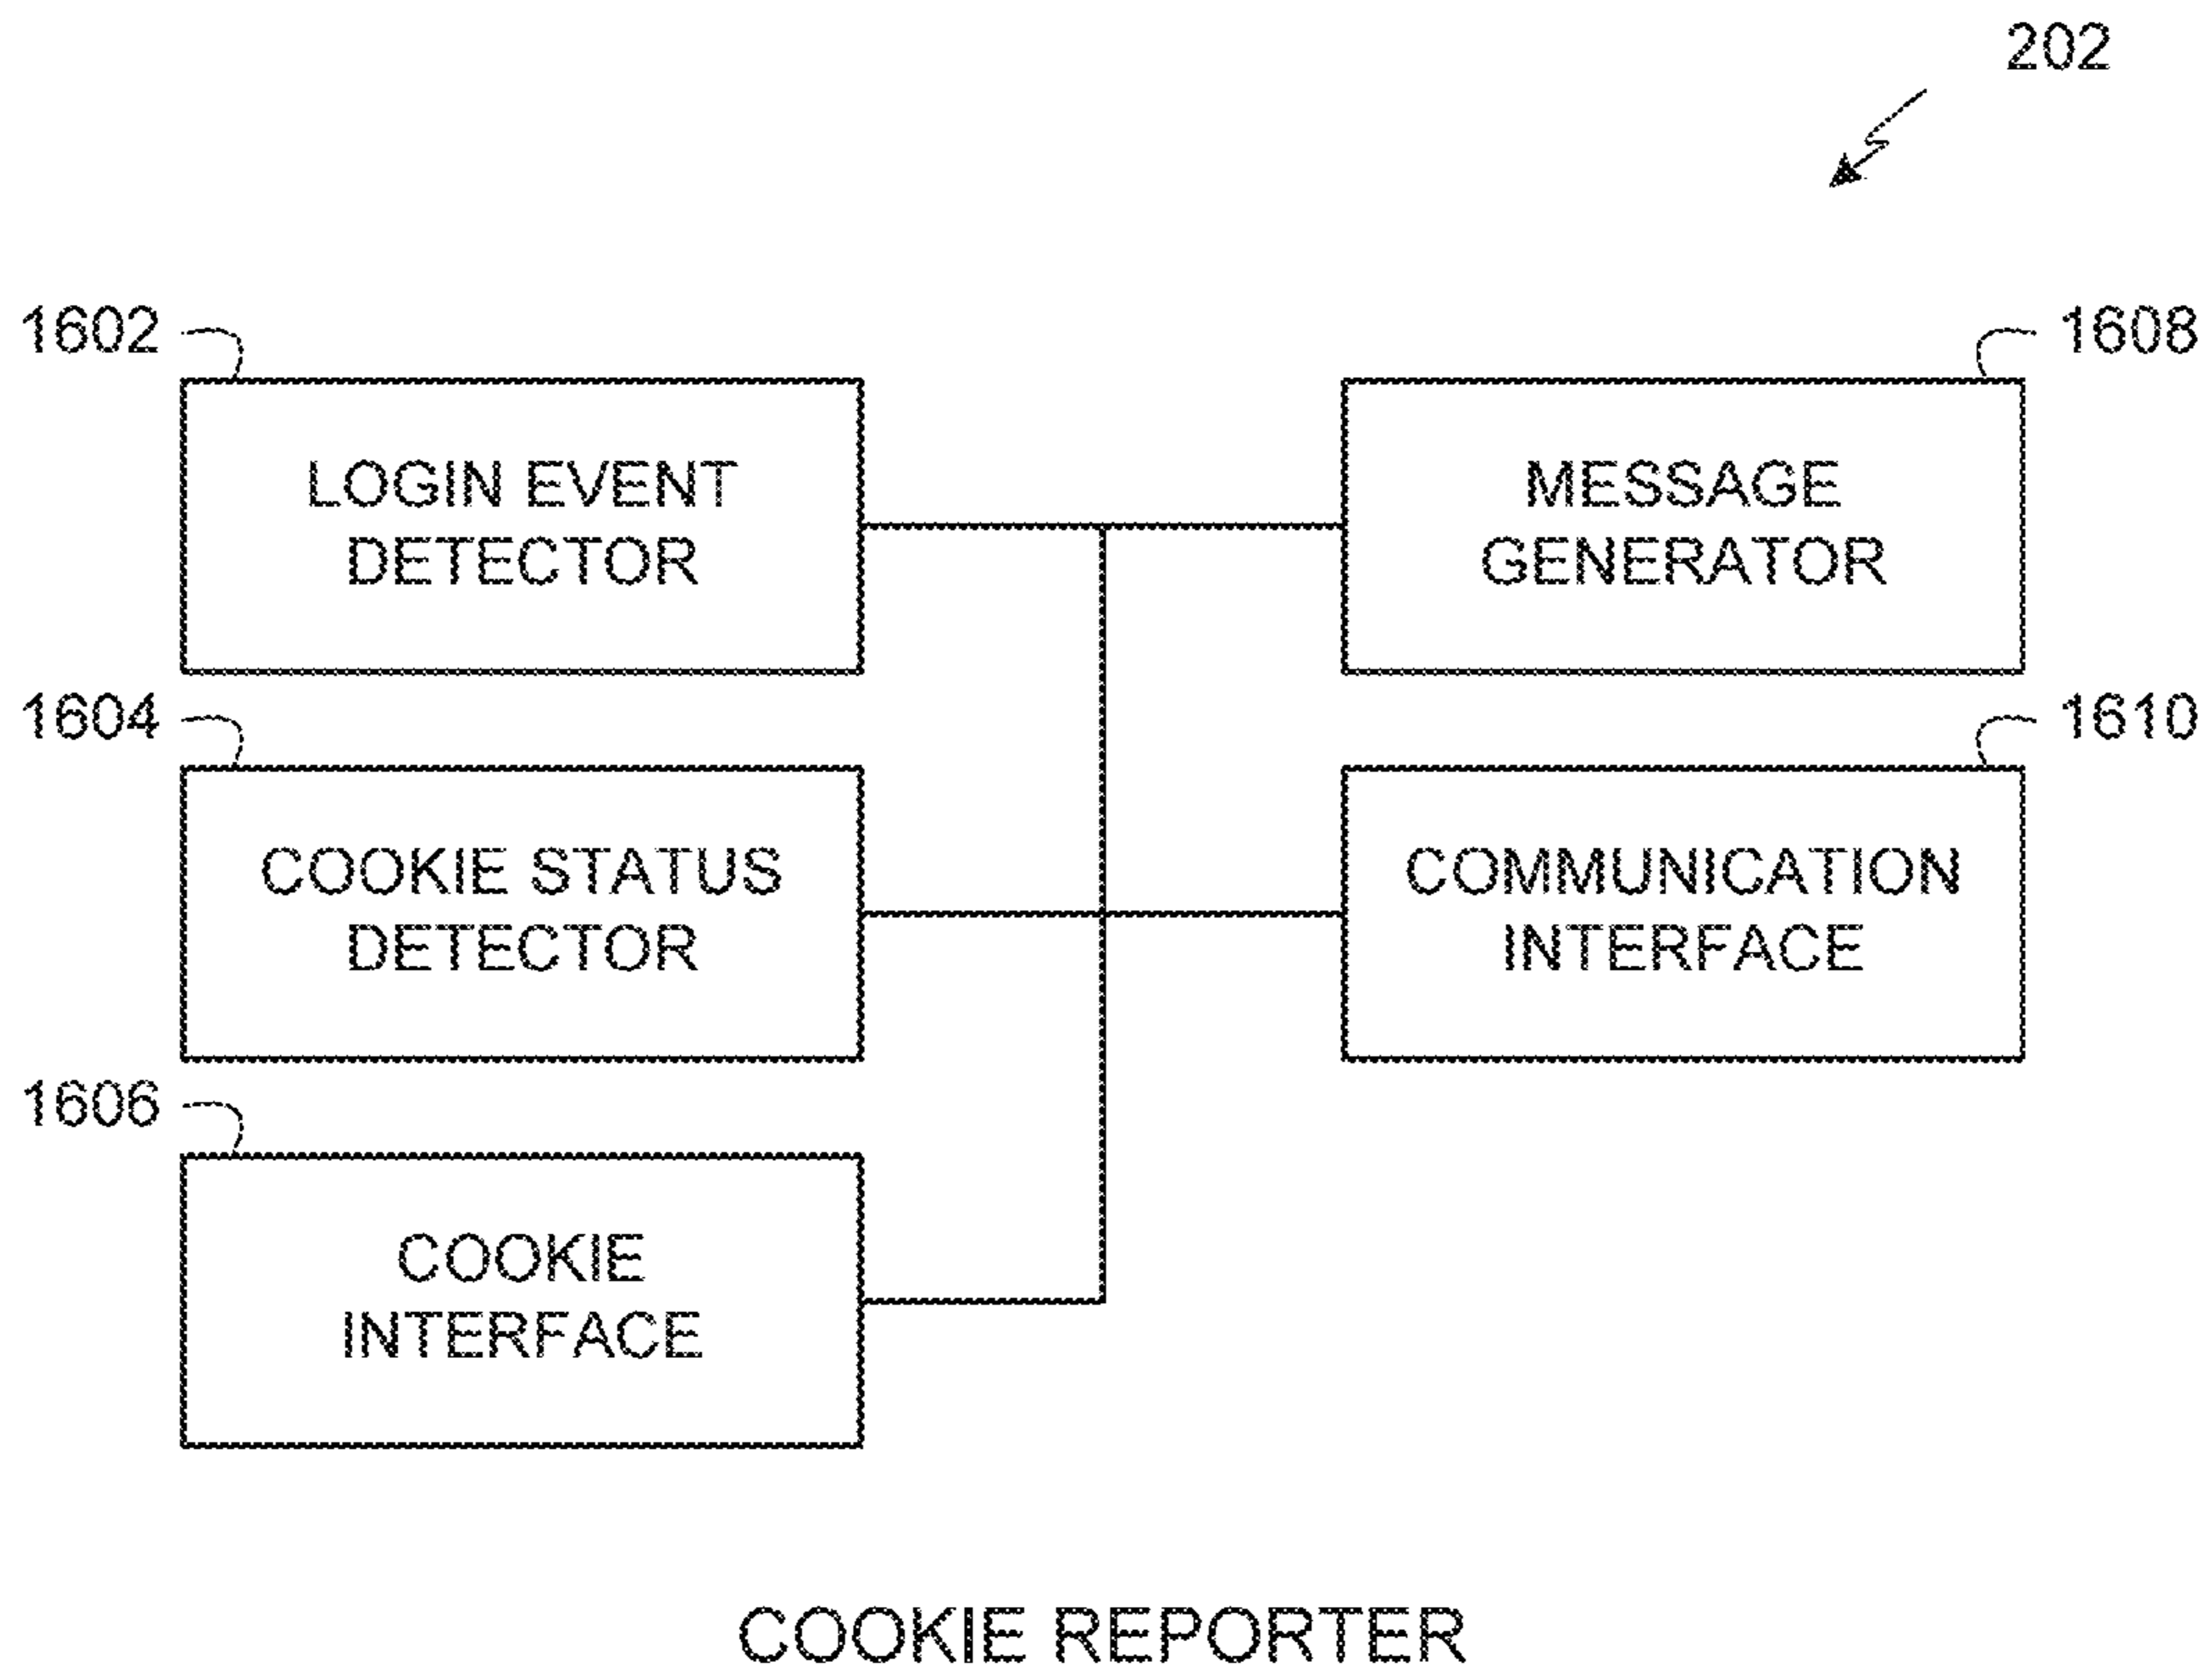 202
1602
LOGIN EVENT
DETECTOR
1608
MESSAGE
GENERATOR
1604
COOKIE STATUS
DETECTOR
1610
COMMUNICATION
INTERFACE
1606
COOKIE
INTERFACE
COOKIE REPORTER